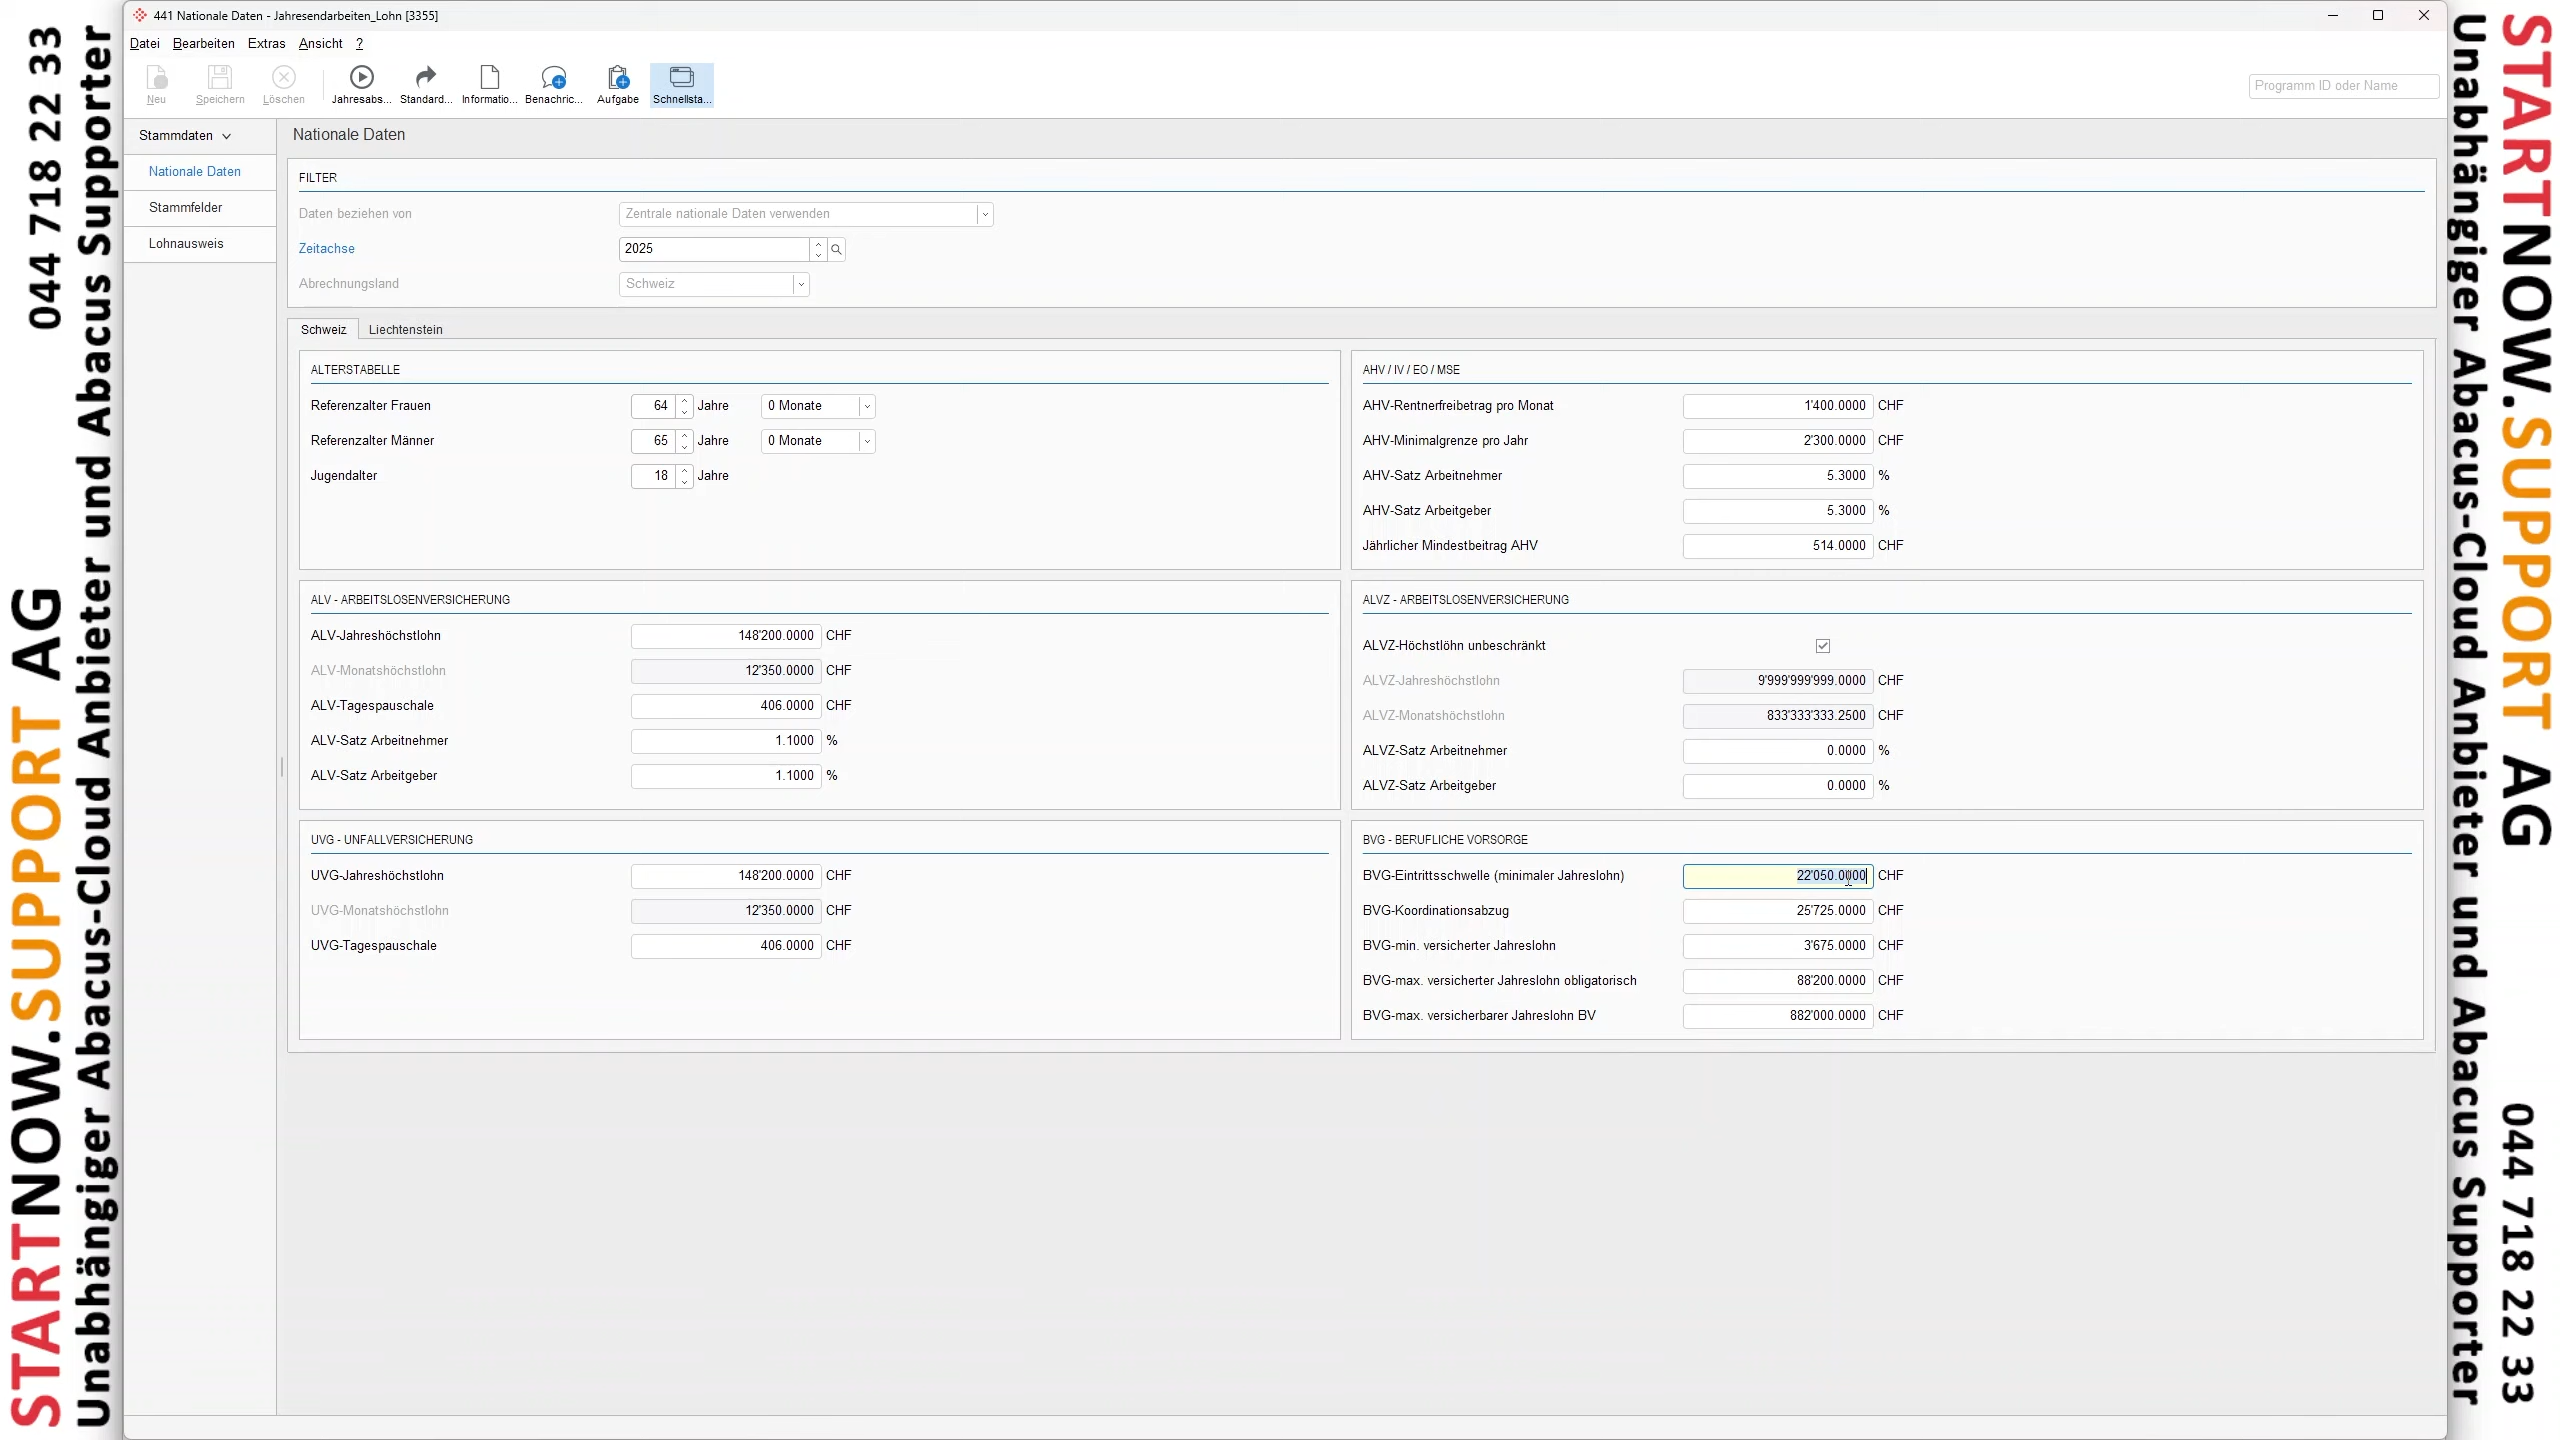 441 Nationale Daten - Jahresendarbeiten_Lohn [3355]
Datei Bearbeiten Extras Ansicht ?
Neu Speichern Löschen Jahresabs... Standard... Informatio... Benachric... Aufgabe Schnellsta...
Programm ID oder Name
Stammdaten
Nationale Daten
Stammfelder
Lohnausweis
Nationale Daten
FILTER
Daten beziehen von Zentrale nationale Daten verwenden
Zeitachse 2025
Abrechnungsland Schweiz
Schweiz Liechtenstein
ALTERSTABELLE
Referenzalter Frauen 64 Jahre 0 Monate
Referenzalter Männer 65 Jahre 0 Monate
Jugendalter 18 Jahre
AHV / IV / EO / MSE
AHV-Rentnerfreibetrag pro Monat 1'400.0000 CHF
AHV-Minimalgrenze pro Jahr 2'300.0000 CHF
AHV-Satz Arbeitnehmer 5.3000 %
AHV-Satz Arbeitgeber 5.3000 %
Jährlicher Mindestbeitrag AHV 514.0000 CHF
ALV - ARBEITSLOSENVERSICHERUNG
ALV-Jahreshöchstlohn 148'200.0000 CHF
ALV-Monatshöchstlohn 12'350.0000 CHF
ALV-Tagespauschale 406.0000 CHF
ALV-Satz Arbeitnehmer 1.1000 %
ALV-Satz Arbeitgeber 1.1000 %
ALVZ - ARBEITSLOSENVERSICHERUNG
ALVZ-Höchstlöhn unbeschränkt
ALVZ-Jahreshöchstlohn 9'999'999'999.0000 CHF
ALVZ-Monatshöchstlohn 833'333'333.2500 CHF
ALVZ-Satz Arbeitnehmer 0.0000 %
ALVZ-Satz Arbeitgeber 0.0000 %
UVG - UNFALLVERSICHERUNG
UVG-Jahreshöchstlohn 148'200.0000 CHF
UVG-Monatshöchstlohn 12'350.0000 CHF
UVG-Tagespauschale 406.0000 CHF
BVG - BERUFLICHE VORSORGE
BVG-Eintrittsschwelle (minimaler Jahreslohn) 22'050.0000 CHF
BVG-Koordinationsabzug 25'725.0000 CHF
BVG-min. versicherter Jahreslohn 3'675.0000 CHF
BVG-max. versicherter Jahreslohn obligatorisch 88'200.0000 CHF
BVG-max. versicherbarer Jahreslohn BV 882'000.0000 CHF
STARTNOW.SUPPORT AG 044 718 22 33
Unabhängiger Abacus-Cloud Anbieter und Abacus Supporter
STARTNOW.SUPPORT AG 044 718 22 33
Unabhängiger Abacus-Cloud Anbieter und Abacus Supporter